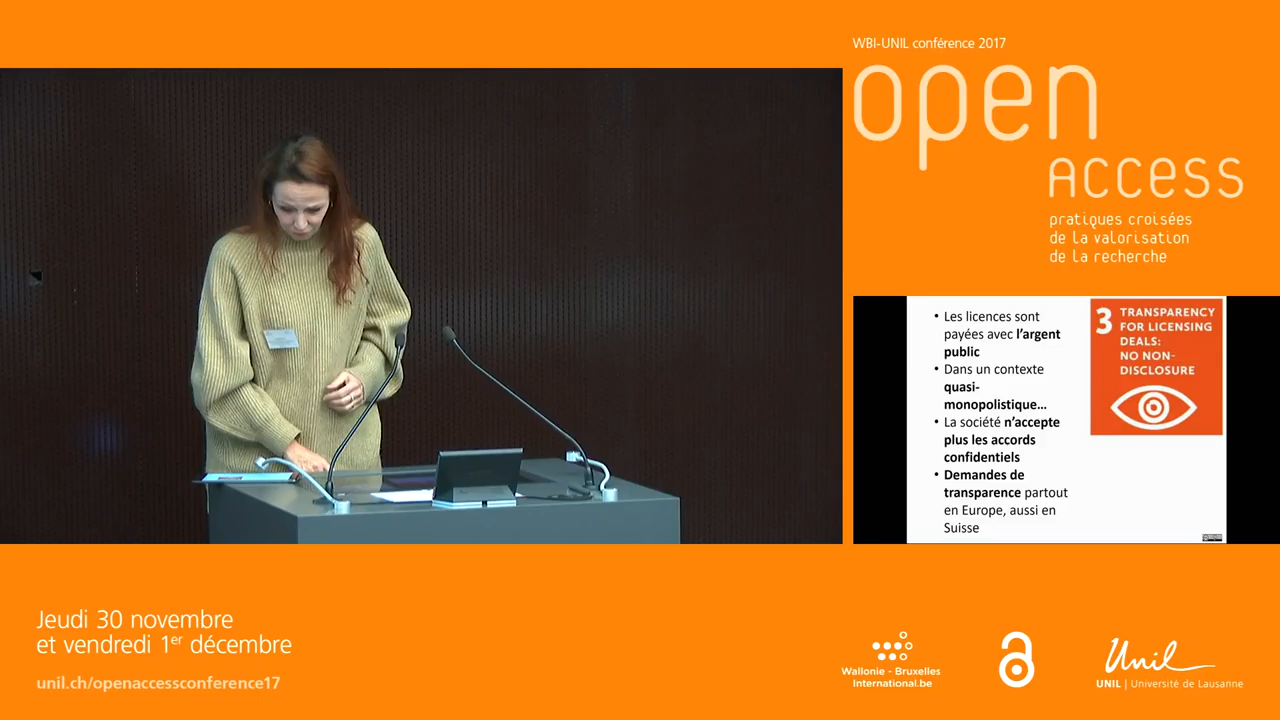 WBI-UNIL conférence 2017
open
access
pratiques croisées
de la valorisation
de la recherche
• Les licences sont
payées avec l'argent
public
• Dans un contexte
quasi-
monopolistique...
• La société n'accepte
plus les accords
confidentiels
• Demandes de
transparence partout
en Europe, aussi en
Suisse
3 TRANSPARENCY
FOR LICENSING
DEALS:
NO NON-
DISCLOSURE
Jeudi 30 novembre
et vendredi 1er décembre
unil.ch/openaccessconference17
Wallonie - Bruxelles
International.be
Unil
UNIL | Université de Lausanne